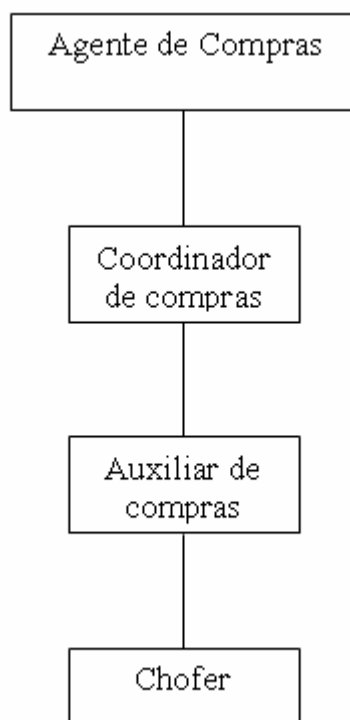 Agente de Compras
Coordinador
de compras
Auxiliar de
compras
Chofer